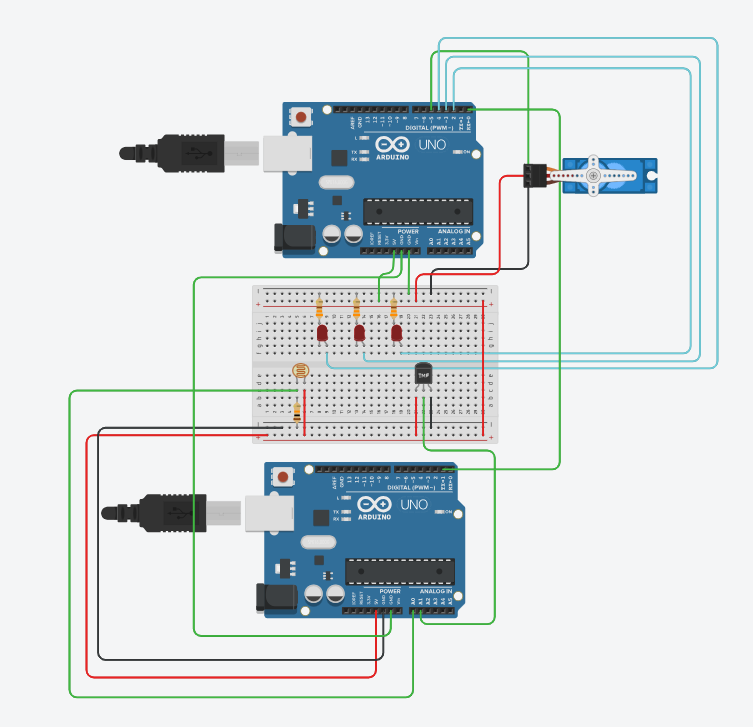 AREF
GND
13
12
~11
~10
~9
8
7
~6
~5
4
~3
2
TX→1
RX←0
DIGITAL (PWM~)
L
TX
RX
UNO
ON
ARDUINO
IOREF
RESET
3.3V
5V
GND
GND
Vin
POWER
ANALOG IN
A0
A1
A2
A3
A4
A5
TMP
AREF
GND
13
12
~11
~10
~9
8
7
~6
~5
4
~3
2
TX→1
RX←0
DIGITAL (PWM~)
L
TX
RX
UNO
ON
ARDUINO
IOREF
RESET
3.3V
5V
GND
GND
Vin
POWER
ANALOG IN
A0
A1
A2
A3
A4
A5